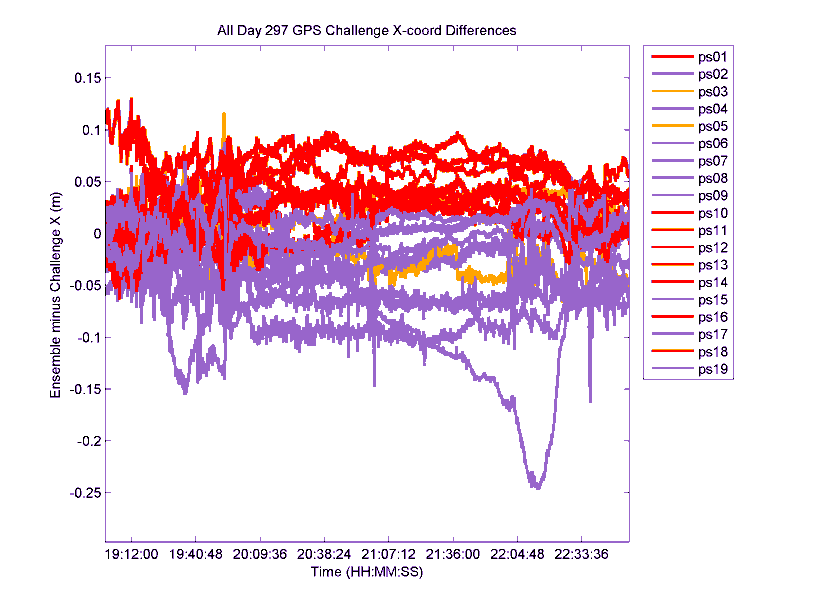 All Day 297 GPS Challenge X-coord Differences
Ensemble minus Challenge X (m)
0.15
0.1
0.05
0
-0.05
-0.1
-0.15
-0.2
-0.25
19:12:00 19:40:48 20:09:36 20:38:24 21:07:12 21:36:00 22:04:48 22:33:36
Time (HH:MM:SS)
ps01
ps02
ps03
ps04
ps05
ps06
ps07
ps08
ps09
ps10
ps11
ps12
ps13
ps14
ps15
ps16
ps17
ps18
ps19